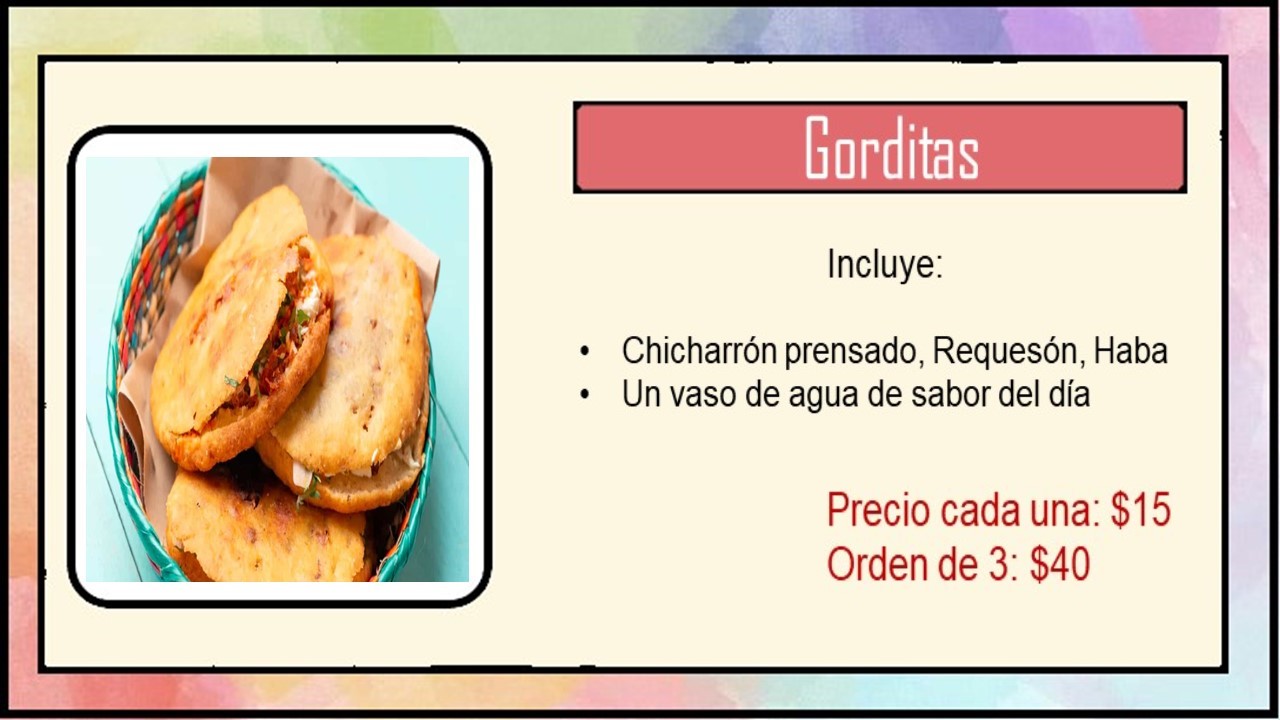 Gorditas
Incluye:
• Chicharrón prensado, Requesón, Haba
• Un vaso de agua de sabor del día
Precio cada una: $15
Orden de 3: $40